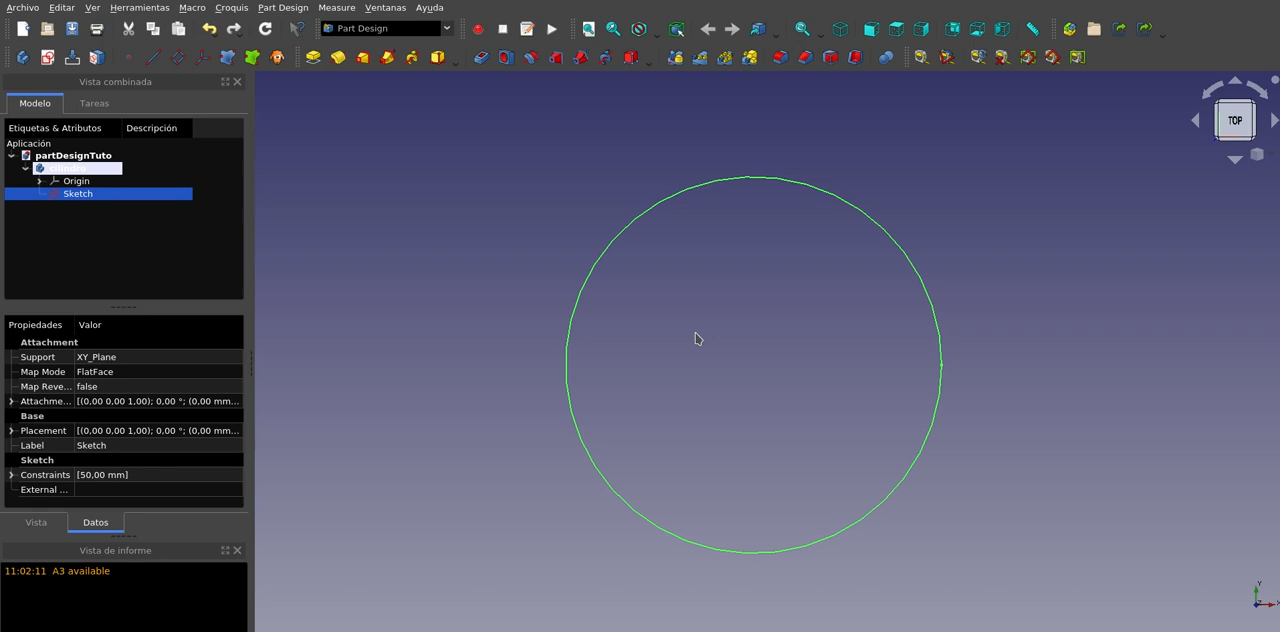 Archivo Editar Ver Herramientas Macro Croquis Part Design Measure Ventanas Ayuda
Part Design
Vista combinada
Modelo Tareas
Etiquetas & Atributos Descripción
Aplicación
partDesignTuto
Origin
Sketch
Propiedades Valor
Attachment
Support XY_Plane
Map Mode FlatFace
Map Reve... false
Attachme... [(0,00 0,00 1,00); 0,00 °; (0,00 mm...
Base
Placement [(0,00 0,00 1,00); 0,00 °; (0,00 mm...
Label Sketch
Sketch
Constraints [50,00 mm]
External ...
Vista Datos
Vista de informe
11:02:11 A3 available
TOP
Y
X